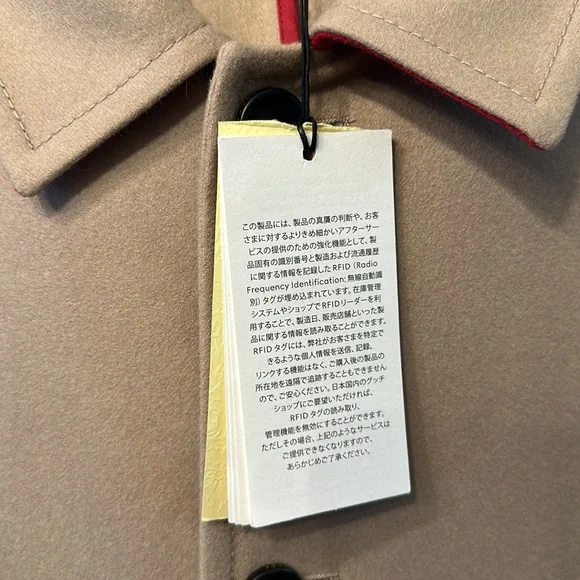 この製品には、製品の真贋の判断や、お客
さまに対するよりきめ細かいアフターサー
ビスの提供のための強化機能として、製
品固有の識別番号と製造および流通履歴
に関する情報を記録したRFID（Radio
Frequency Identification: 無線自動識
別）タグが埋め込まれています。在庫管理
システムやショップでRFIDリーダーを利
用することで、製造日、販売店舗といった製
品に関する情報を読み取ることができます。
RFIDタグには、弊社がお客さまを特定で
きるような個人情報を送信、記録、
リンクする機能はなく、ご購入後の製品の
所在地を遠隔で追跡することもできません
ので、ご安心ください。日本国内のグッチ
ショップにご要望いただければ、
RFIDタグの読み取り、
管理機能を無効にすることができます。
ただしその場合、上記のようなサービスは
ご提供できなくなりますので、
あらかじめご了承ください。